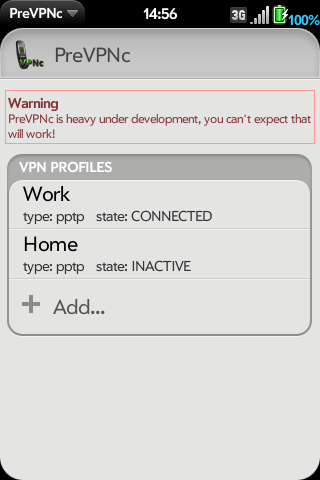 PreVPNc
14:56
3G
100%
VPNc
PreVPNc
Warning
PreVPNc is heavy under development, you can't expect that
will work!
VPN PROFILES
Work
type: pptp state: CONNECTED
Home
type: pptp state: INACTIVE
Add...